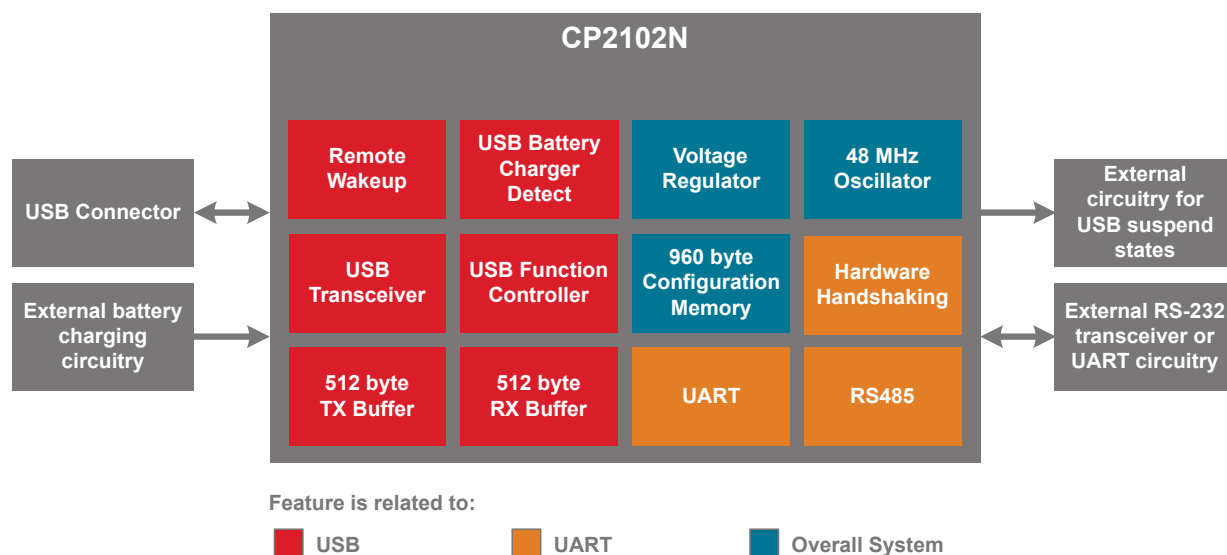 CP2102N
Remote
Wakeup
USB Battery
Charger
Detect
Voltage
Regulator
48 MHz
Oscillator
USB Connector
External
circuitry for
USB suspend
states
USB
Transceiver
USB Function
Controller
960 byte
Configuration
Memory
Hardware
Handshaking
External battery
charging
circuitry
External RS-232
transceiver or
UART circuitry
512 byte
TX Buffer
512 byte
RX Buffer
UART
RS485
Feature is related to:
USB
UART
Overall System